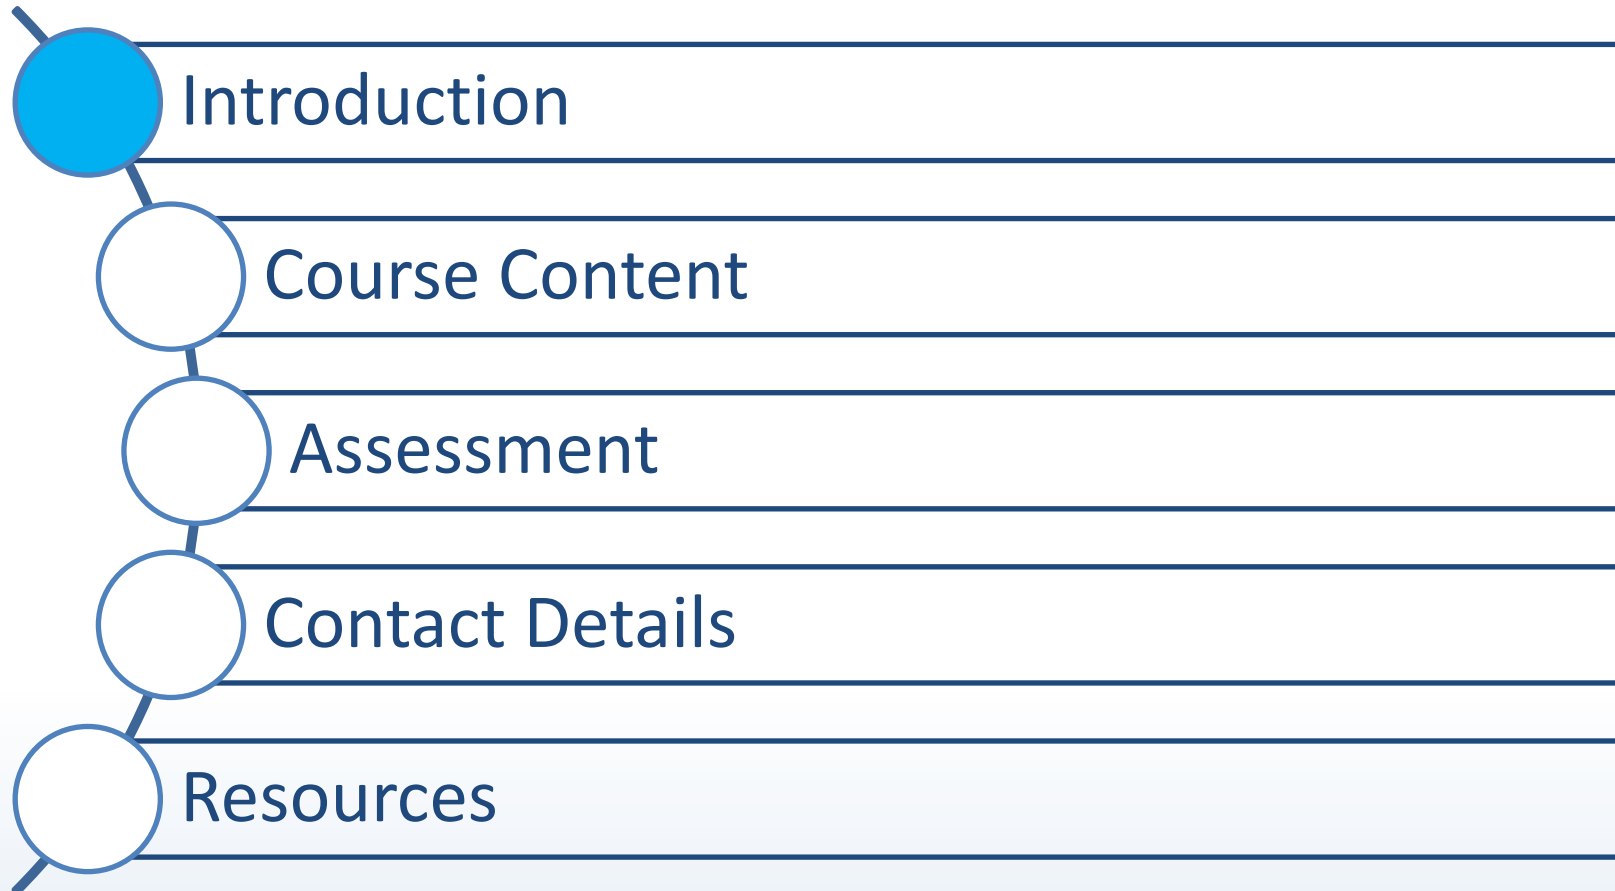 Introduction
Course Content
Assessment
Contact Details
Resources